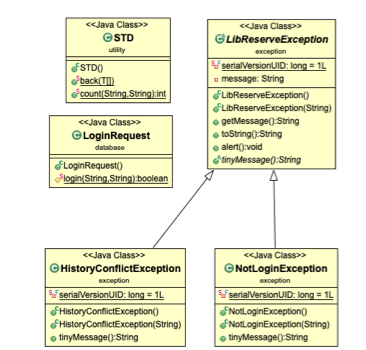 <<Java Class>>
STD
utility
STD()
back(T[])
count(String,String):int
<<Java Class>>
LoginRequest
database
LoginRequest()
login(String,String):boolean
<<Java Class>>
LibReserveException
exception
serialVersionUID: long = 1L
message: String
LibReserveException()
LibReserveException(String)
getMessage():String
toString():String
alert():void
tinyMessage():String
<<Java Class>>
HistoryConflictException
exception
serialVersionUID: long = 1L
HistoryConflictException()
HistoryConflictException(String)
tinyMessage():String
<<Java Class>>
NotLoginException
exception
serialVersionUID: long = 1L
NotLoginException()
NotLoginException(String)
tinyMessage():String